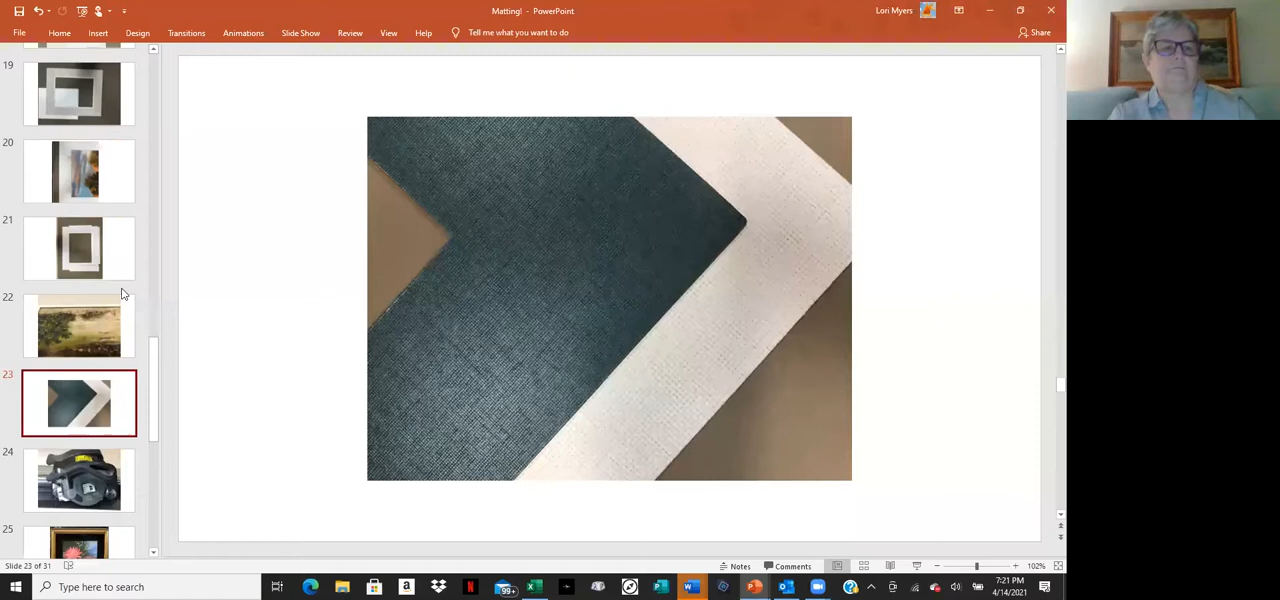 Matting! - PowerPoint
Lori Myers
File Home Insert Design Transitions Animations Slide Show Review View Help Tell me what you want to do Share
19
20
21
22
23
24
25
Slide 23 of 31 Notes Comments 102%
Type here to search
99+
7:21 PM
4/14/2021